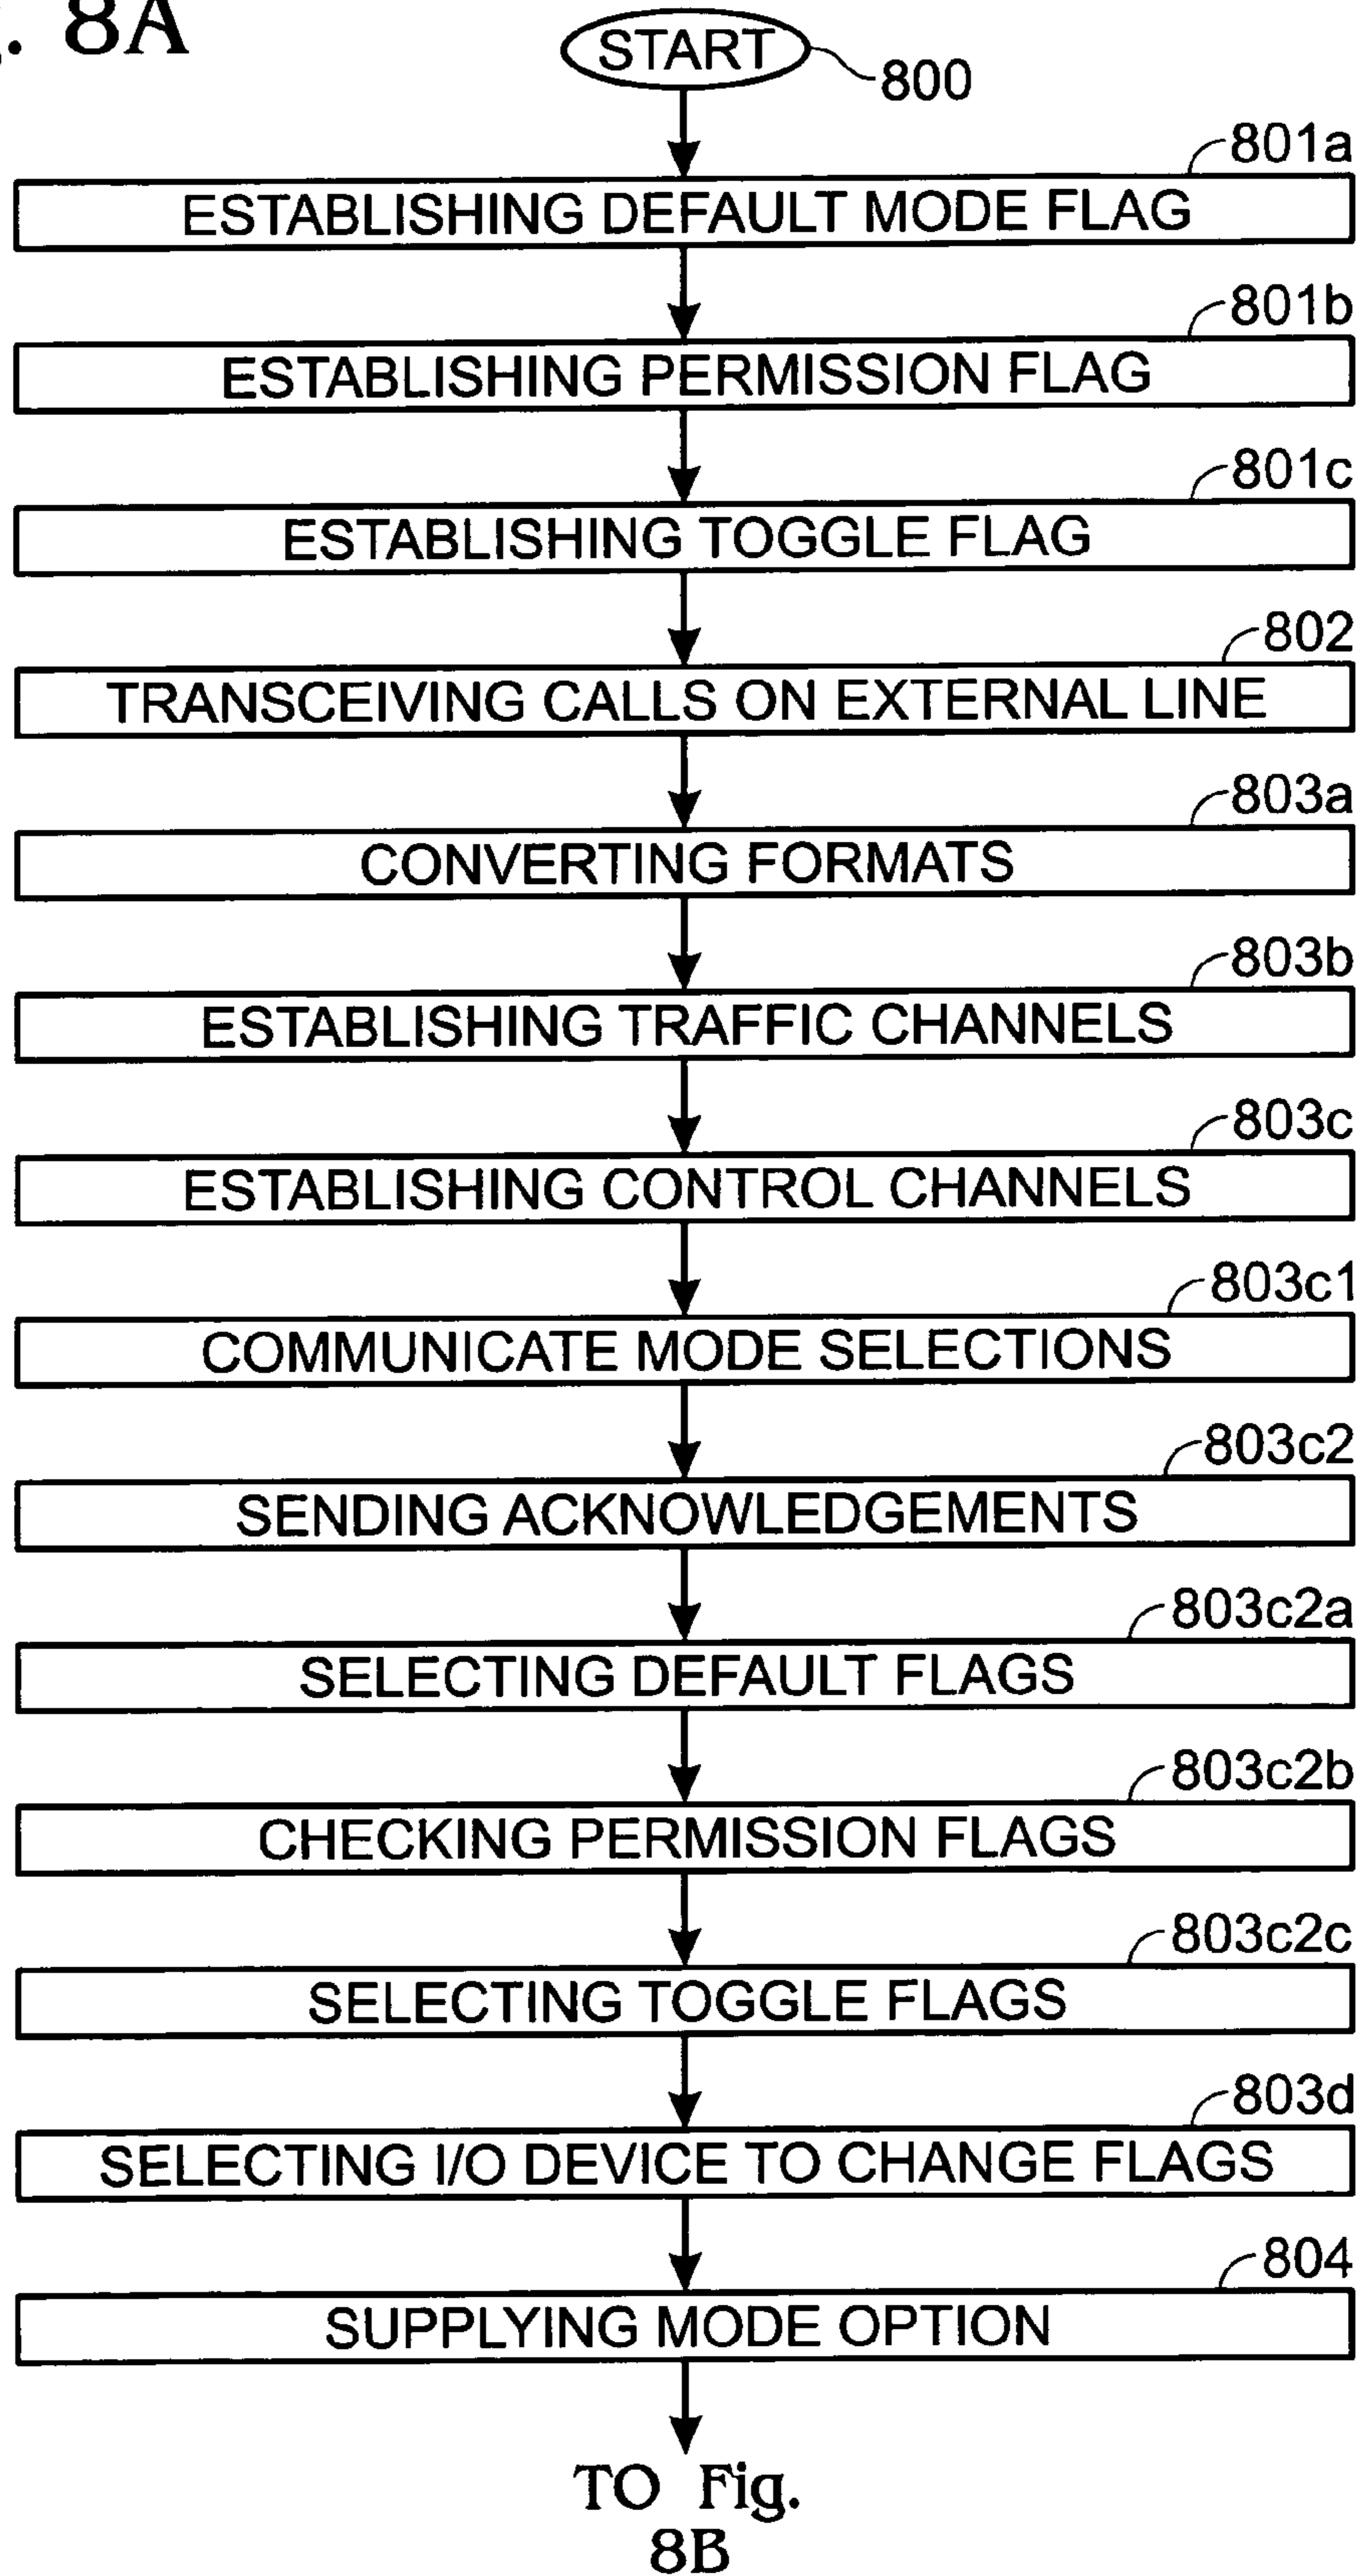 . 8A
START
800
801a
ESTABLISHING DEFAULT MODE FLAG
801b
ESTABLISHING PERMISSION FLAG
801c
ESTABLISHING TOGGLE FLAG
802
TRANSCEIVING CALLS ON EXTERNAL LINE
803a
CONVERTING FORMATS
803b
ESTABLISHING TRAFFIC CHANNELS
803c
ESTABLISHING CONTROL CHANNELS
803c1
COMMUNICATE MODE SELECTIONS
803c2
SENDING ACKNOWLEDGEMENTS
803c2a
SELECTING DEFAULT FLAGS
803c2b
CHECKING PERMISSION FLAGS
803c2c
SELECTING TOGGLE FLAGS
803d
SELECTING I/O DEVICE TO CHANGE FLAGS
804
SUPPLYING MODE OPTION
TO Fig.
8B